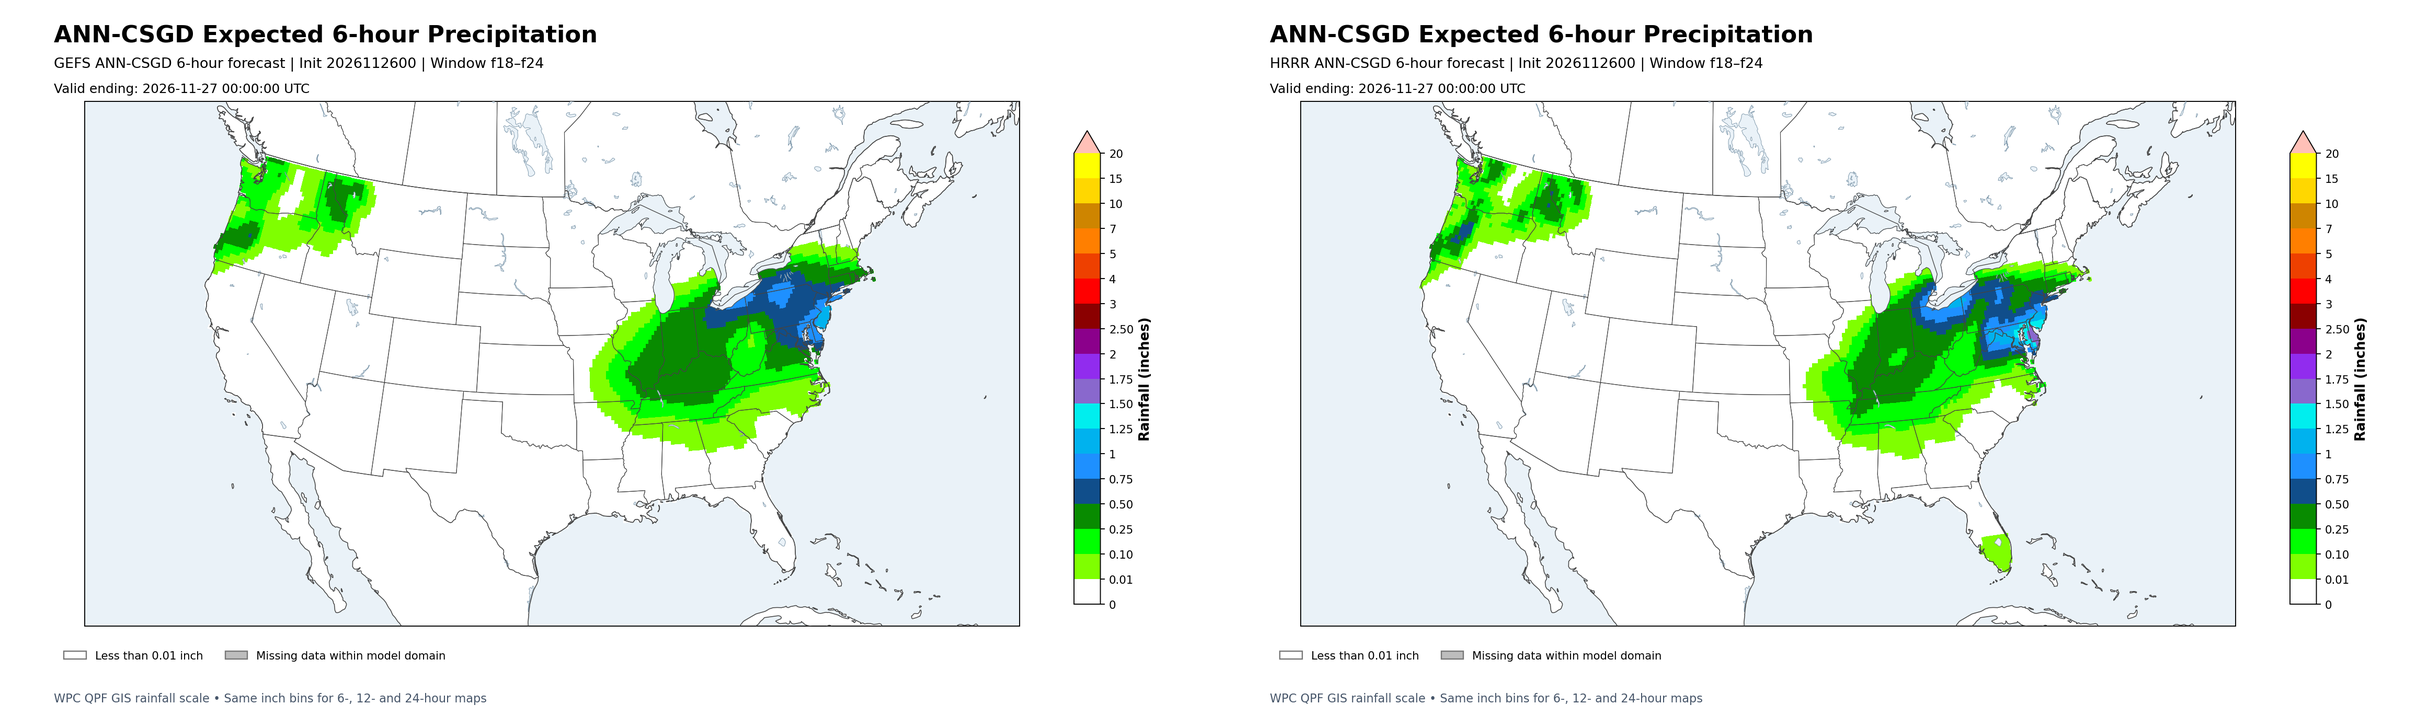 ANN-CSGD Expected 6-hour Precipitation
GEFS ANN-CSGD 6-hour forecast | Init 2026112600 | Window f18–f24
Valid ending: 2026-11-27 00:00:00 UTC
20
15
10
7
5
4
3
2.50
2
1.75
1.50
1.25
1
0.75
0.50
0.25
0.10
0.01
0
Rainfall (inches)
Less than 0.01 inch
Missing data within model domain
WPC QPF GIS rainfall scale • Same inch bins for 6-, 12- and 24-hour maps
ANN-CSGD Expected 6-hour Precipitation
HRRR ANN-CSGD 6-hour forecast | Init 2026112600 | Window f18–f24
Valid ending: 2026-11-27 00:00:00 UTC
20
15
10
7
5
4
3
2.50
2
1.75
1.50
1.25
1
0.75
0.50
0.25
0.10
0.01
0
Rainfall (inches)
Less than 0.01 inch
Missing data within model domain
WPC QPF GIS rainfall scale • Same inch bins for 6-, 12- and 24-hour maps